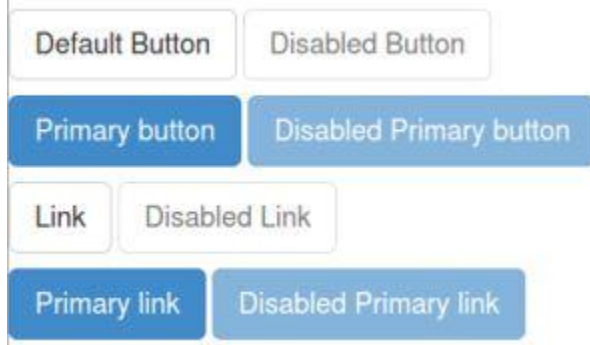 Default Button Disabled Button
Primary button Disabled Primary button
Link Disabled Link
Primary link Disabled Primary link